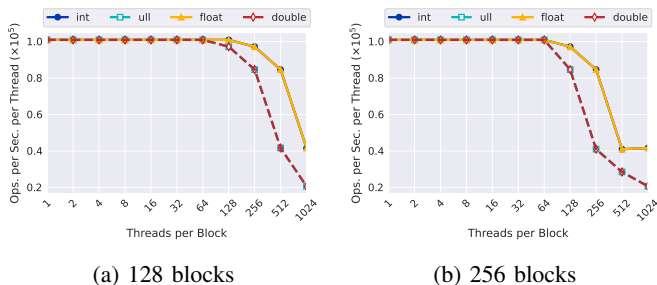 int ull float double
Ops. per Sec. per Thread (×10⁵)
1.0
0.8
0.6
0.4
0.2
1 2 4 8 16 32 64 128 256 512 1024
Threads per Block
(a) 128 blocks
int ull float double
Ops. per Sec. per Thread (×10⁵)
1.0
0.8
0.6
0.4
0.2
1 2 4 8 16 32 64 128 256 512 1024
Threads per Block
(b) 256 blocks